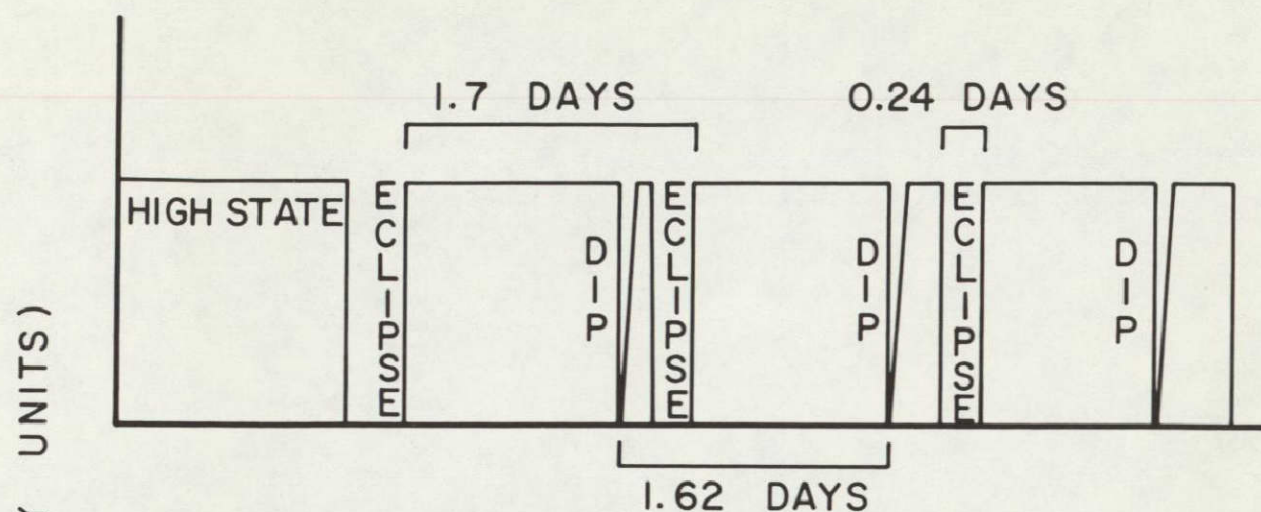 1.7 DAYS
0.24 DAYS
HIGH STATE
ECLIPSE
DIP
ECLIPSE
DIP
ECLIPSE
DIP
1.62 DAYS
UNITS)